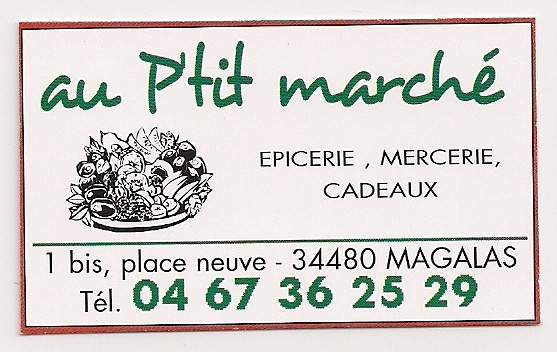 au P'tit marché
EPICERIE , MERCERIE,
CADEAUX
1 bis, place neuve - 34480 MAGALAS
Tél. 04 67 36 25 29